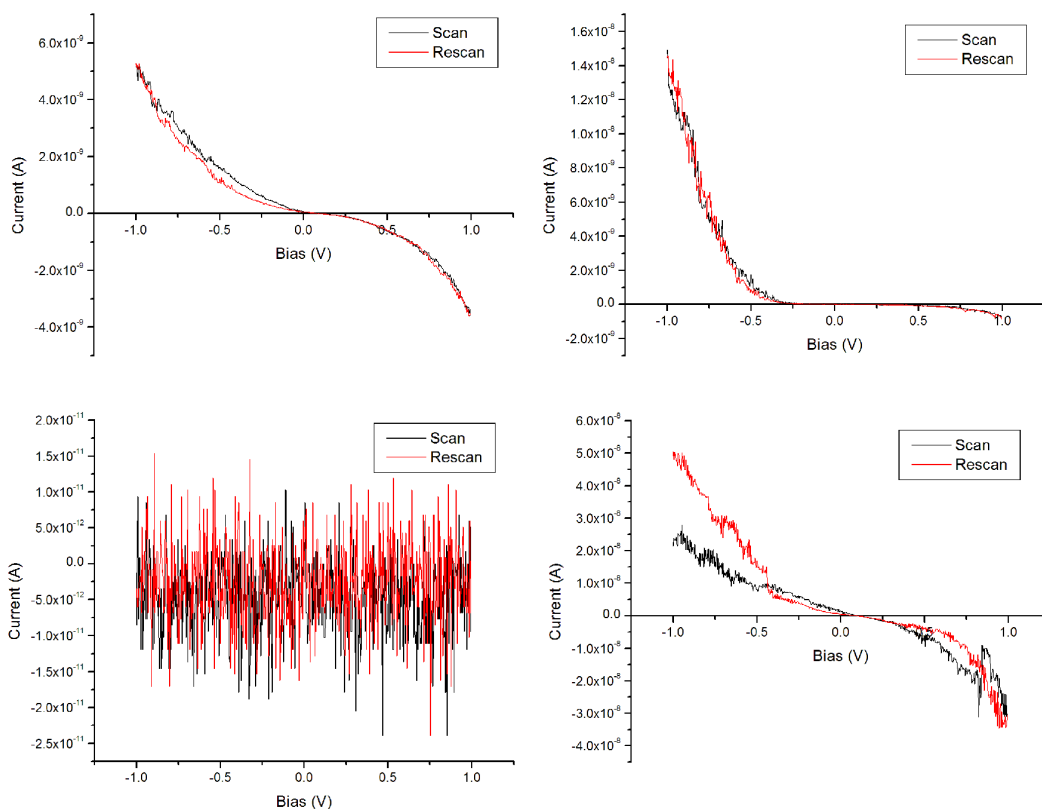 6.0x10⁻⁹
4.0x10⁻⁹
2.0x10⁻⁹
0.0
-2.0x10⁻⁹
-4.0x10⁻⁹
Current (A)
-1.0
-0.5
0.0
0.5
1.0
Bias (V)
Scan
Rescan
1.6x10⁻⁸
1.4x10⁻⁸
1.2x10⁻⁸
1.0x10⁻⁸
8.0x10⁻⁹
6.0x10⁻⁹
4.0x10⁻⁹
2.0x10⁻⁹
0.0
-2.0x10⁻⁹
Current (A)
-1.0
-0.5
0.0
0.5
1.0
Bias (V)
Scan
Rescan
2.0x10⁻¹¹
1.5x10⁻¹¹
1.0x10⁻¹¹
5.0x10⁻¹²
0.0
-5.0x10⁻¹²
-1.0x10⁻¹¹
-1.5x10⁻¹¹
-2.0x10⁻¹¹
-2.5x10⁻¹¹
Current (A)
-1.0
-0.5
0.0
0.5
1.0
Bias (V)
Scan
Rescan
6.0x10⁻⁸
5.0x10⁻⁸
4.0x10⁻⁸
3.0x10⁻⁸
2.0x10⁻⁸
1.0x10⁻⁸
0.0
-1.0x10⁻⁸
-2.0x10⁻⁸
-3.0x10⁻⁸
-4.0x10⁻⁸
Current (A)
-1.0
-0.5
0.0
0.5
1.0
Bias (V)
Scan
Rescan